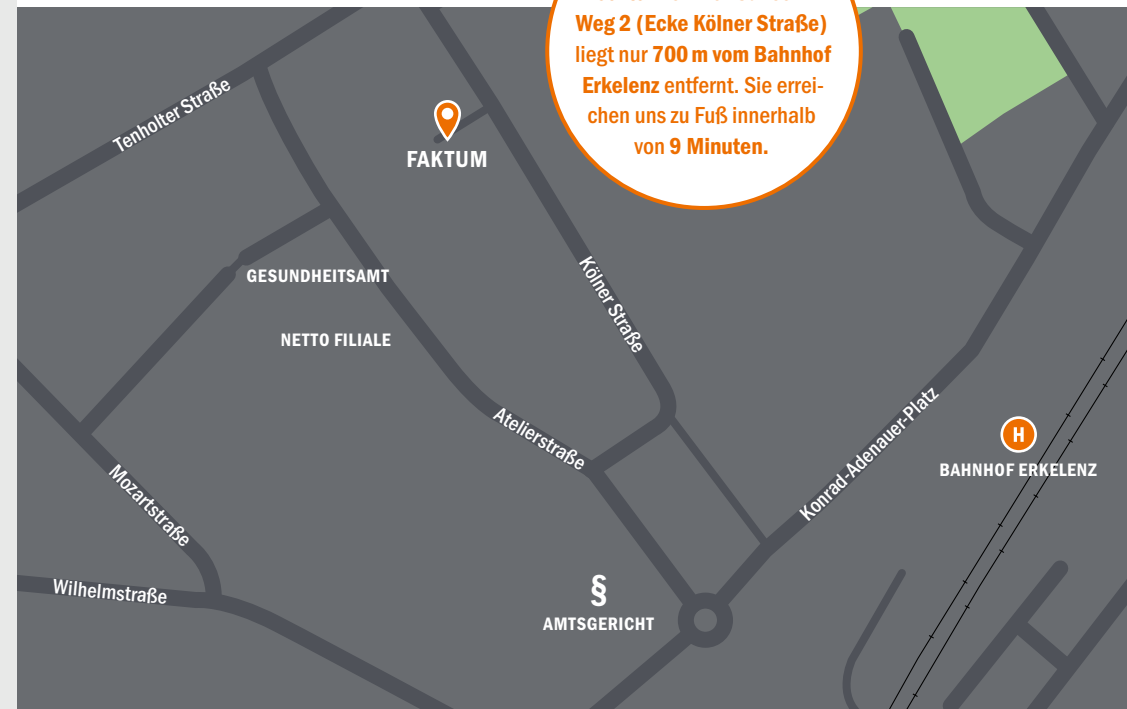 Weg 2 (Ecke Kölner Straße)
liegt nur 700 m vom Bahnhof
Erkelenz entfernt. Sie errei-
chen uns zu Fuß innerhalb
von 9 Minuten.
Tenholter Straße
FAKTUM
Kölner Straße
GESUNDHEITSAMT
NETTO FILIALE
Atelierstraße
Konrad-Adenauer-Platz
H
BAHNHOF ERKELENZ
Mozartstraße
Wilhelmstraße
§
AMTSGERICHT